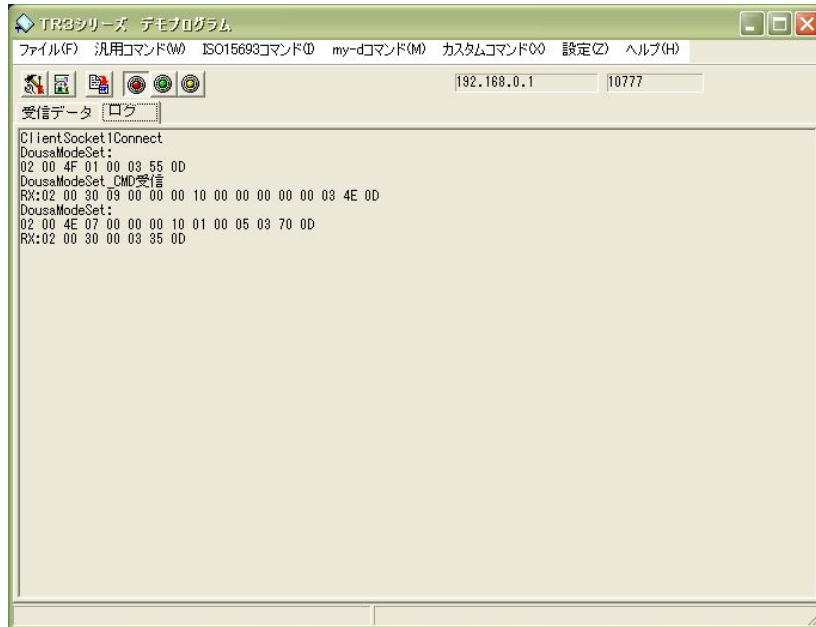 TR3シリーズ デモプログラム
ファイル(F) 汎用コマンド(W) ISO15693コマンド(I) my-dコマンド(M) カスタムコマンド(X) 設定(Z) ヘルプ(H)
192.168.0.1 10777
受信データ ログ
ClientSocket1Connect
DousaModeSet:
02 00 4F 01 00 03 55 0D
DousaModeSet_CMD受信
RX:02 00 30 09 00 00 00 10 00 00 00 00 00 03 4E 0D
DousaModeSet:
02 00 4E 07 00 00 00 10 01 00 05 03 70 0D
RX:02 00 30 00 03 35 0D